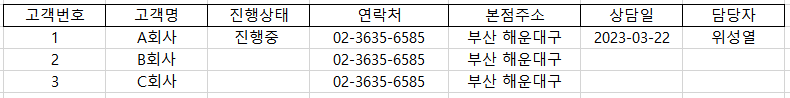 고객번호 고객명 진행상태 연락처 본점주소 상담일 담당자
1 A회사 진행중 02-3635-6585 부산 해운대구 2023-03-22 위성열
2 B회사 02-3635-6585 부산 해운대구
3 C회사 02-3635-6585 부산 해운대구